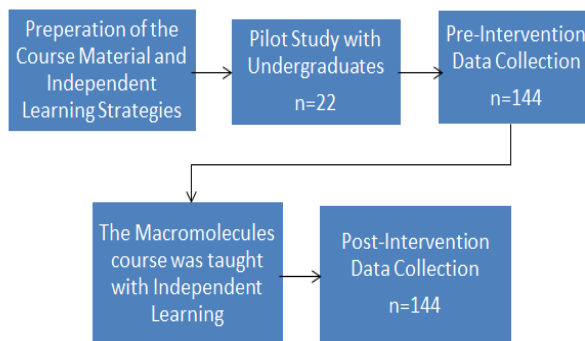 Preperation of the
Course Material and
Independent
Learning Strategies
Pilot Study with
Undergraduates
n=22
Pre-Intervention
Data Collection
n=144
The Macromolecules
course was taught
with Independent
Learning
Post-Intervention
Data Collection
n=144